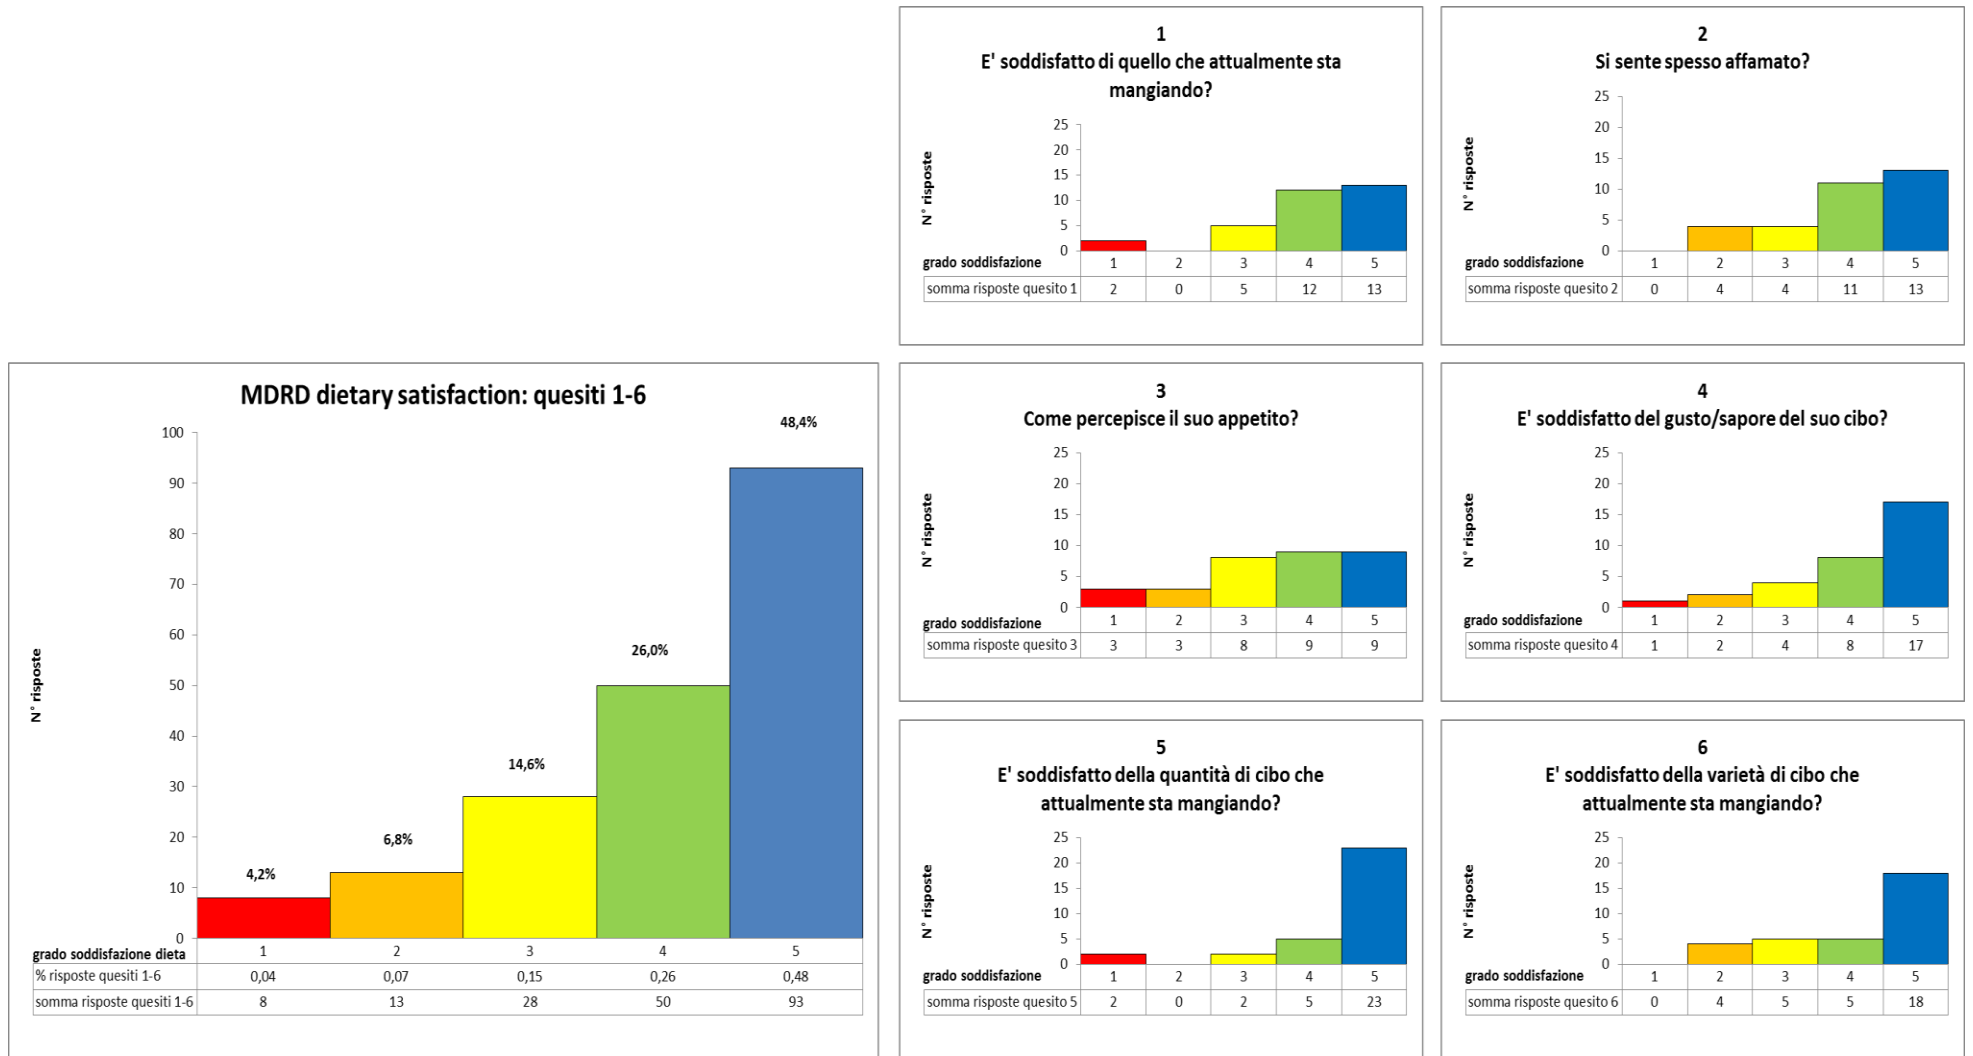 1
E' soddisfatto di quello che attualmente sta
mangiando?
25
20
15
10
5
0
N° risposte
grado soddisfazione 1 2 3 4 5
somma risposte quesito 1 2 0 5 12 13
2
Si sente spesso affamato?
25
20
15
10
5
0
N° risposte
grado soddisfazione 1 2 3 4 5
somma risposte quesito 2 0 4 4 11 13
MDRD dietary satisfaction: quesiti 1-6
100
90
80
70
60
50
40
30
20
10
0
N° risposte
4,2%
6,8%
14,6%
26,0%
48,4%
grado soddisfazione dieta 1 2 3 4 5
% risposte quesiti 1-6 0,04 0,07 0,15 0,26 0,48
somma risposte quesiti 1-6 8 13 28 50 93
3
Come percepisce il suo appetito?
25
20
15
10
5
0
N° risposte
grado soddisfazione 1 2 3 4 5
somma risposte quesito 3 3 3 8 9 9
4
E' soddisfatto del gusto/sapore del suo cibo?
25
20
15
10
5
0
N° risposte
grado soddisfazione 1 2 3 4 5
somma risposte quesito 4 1 2 4 8 17
5
E' soddisfatto della quantità di cibo che
attualmente sta mangiando?
25
20
15
10
5
0
N° risposte
grado soddisfazione 1 2 3 4 5
somma risposte quesito 5 2 0 2 5 23
6
E' soddisfatto della varietà di cibo che
attualmente sta mangiando?
25
20
15
10
5
0
N° risposte
grado soddisfazione 1 2 3 4 5
somma risposte quesito 6 0 4 5 5 18